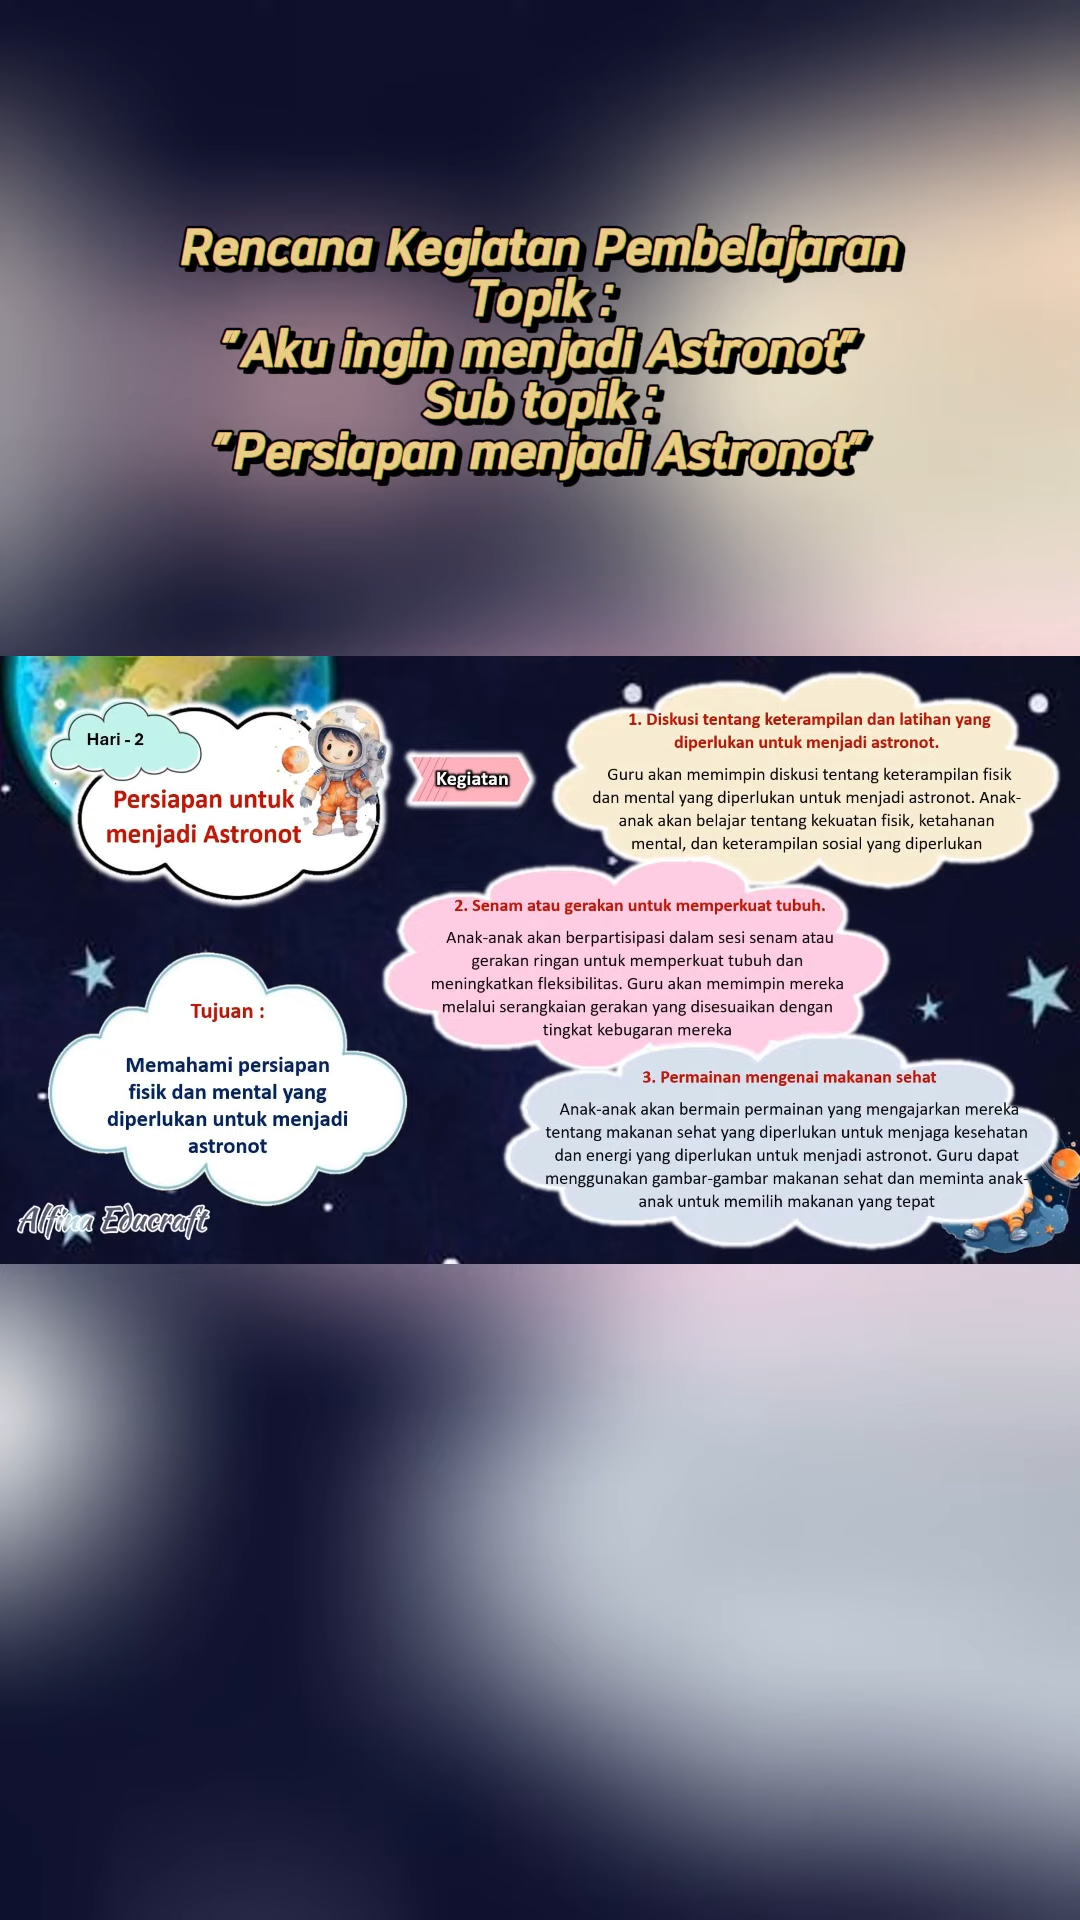 Rencana Kegiatan Pembelajaran
Topik :
"Aku ingin menjadi Astronot"
Sub topik :
"Persiapan menjadi Astronot"
Hari - 2
Persiapan untuk
menjadi Astronot
Kegiatan
1. Diskusi tentang keterampilan dan latihan yang
diperlukan untuk menjadi astronot.
Guru akan memimpin diskusi tentang keterampilan fisik
dan mental yang diperlukan untuk menjadi astronot. Anak-
anak akan belajar tentang kekuatan fisik, ketahanan
mental, dan keterampilan sosial yang diperlukan
2. Senam atau gerakan untuk memperkuat tubuh.
Anak-anak akan berpartisipasi dalam sesi senam atau
gerakan ringan untuk memperkuat tubuh dan
meningkatkan fleksibilitas. Guru akan memimpin mereka
melalui serangkaian gerakan yang disesuaikan dengan
tingkat kebugaran mereka
Tujuan :
Memahami persiapan
fisik dan mental yang
diperlukan untuk menjadi
astronot
3. Permainan mengenai makanan sehat
Anak-anak akan bermain permainan yang mengajarkan mereka
tentang makanan sehat yang diperlukan untuk menjaga kesehatan
dan energi yang diperlukan untuk menjadi astronot. Guru dapat
menggunakan gambar-gambar makanan sehat dan meminta anak-
anak untuk memilih makanan yang tepat
Alfina Educraft